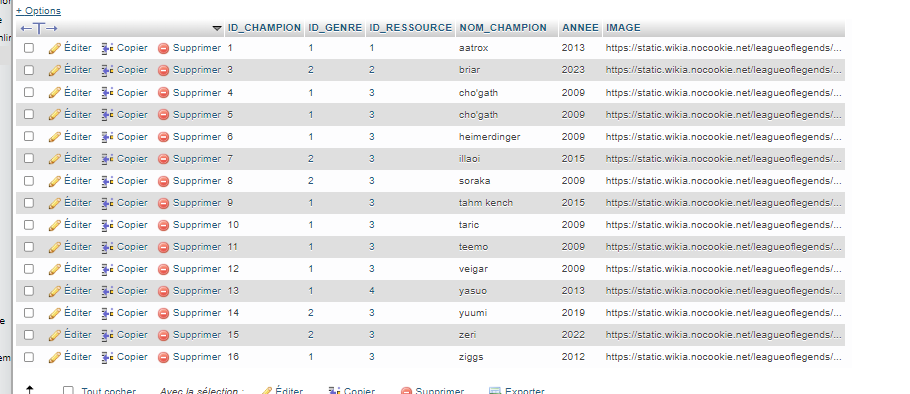 + Options
ID_CHAMPION ID_GENRE ID_RESSOURCE NOM_CHAMPION ANNEE IMAGE
Éditer Copier Supprimer 1 1 1 aatrox 2013 https://static.wikia.nocookie.net/leagueoflegends/...
Éditer Copier Supprimer 3 2 2 briar 2023 https://static.wikia.nocookie.net/leagueoflegends/...
Éditer Copier Supprimer 4 1 3 cho'gath 2009 https://static.wikia.nocookie.net/leagueoflegends/...
Éditer Copier Supprimer 5 1 3 cho'gath 2009 https://static.wikia.nocookie.net/leagueoflegends/...
Éditer Copier Supprimer 6 1 3 heimerdinger 2009 https://static.wikia.nocookie.net/leagueoflegends/...
Éditer Copier Supprimer 7 2 3 illaoi 2015 https://static.wikia.nocookie.net/leagueoflegends/...
Éditer Copier Supprimer 8 2 3 soraka 2009 https://static.wikia.nocookie.net/leagueoflegends/...
Éditer Copier Supprimer 9 1 3 tahm kench 2015 https://static.wikia.nocookie.net/leagueoflegends/...
Éditer Copier Supprimer 10 1 3 taric 2009 https://static.wikia.nocookie.net/leagueoflegends/...
Éditer Copier Supprimer 11 1 3 teemo 2009 https://static.wikia.nocookie.net/leagueoflegends/...
Éditer Copier Supprimer 12 1 3 veigar 2009 https://static.wikia.nocookie.net/leagueoflegends/...
Éditer Copier Supprimer 13 1 4 yasuo 2013 https://static.wikia.nocookie.net/leagueoflegends/...
Éditer Copier Supprimer 14 2 3 yuumi 2019 https://static.wikia.nocookie.net/leagueoflegends/...
Éditer Copier Supprimer 15 2 3 zeri 2022 https://static.wikia.nocookie.net/leagueoflegends/...
Éditer Copier Supprimer 16 1 3 ziggs 2012 https://static.wikia.nocookie.net/leagueoflegends/...
Tout cocher Avec la sélection : Éditer Copier Supprimer Exporter